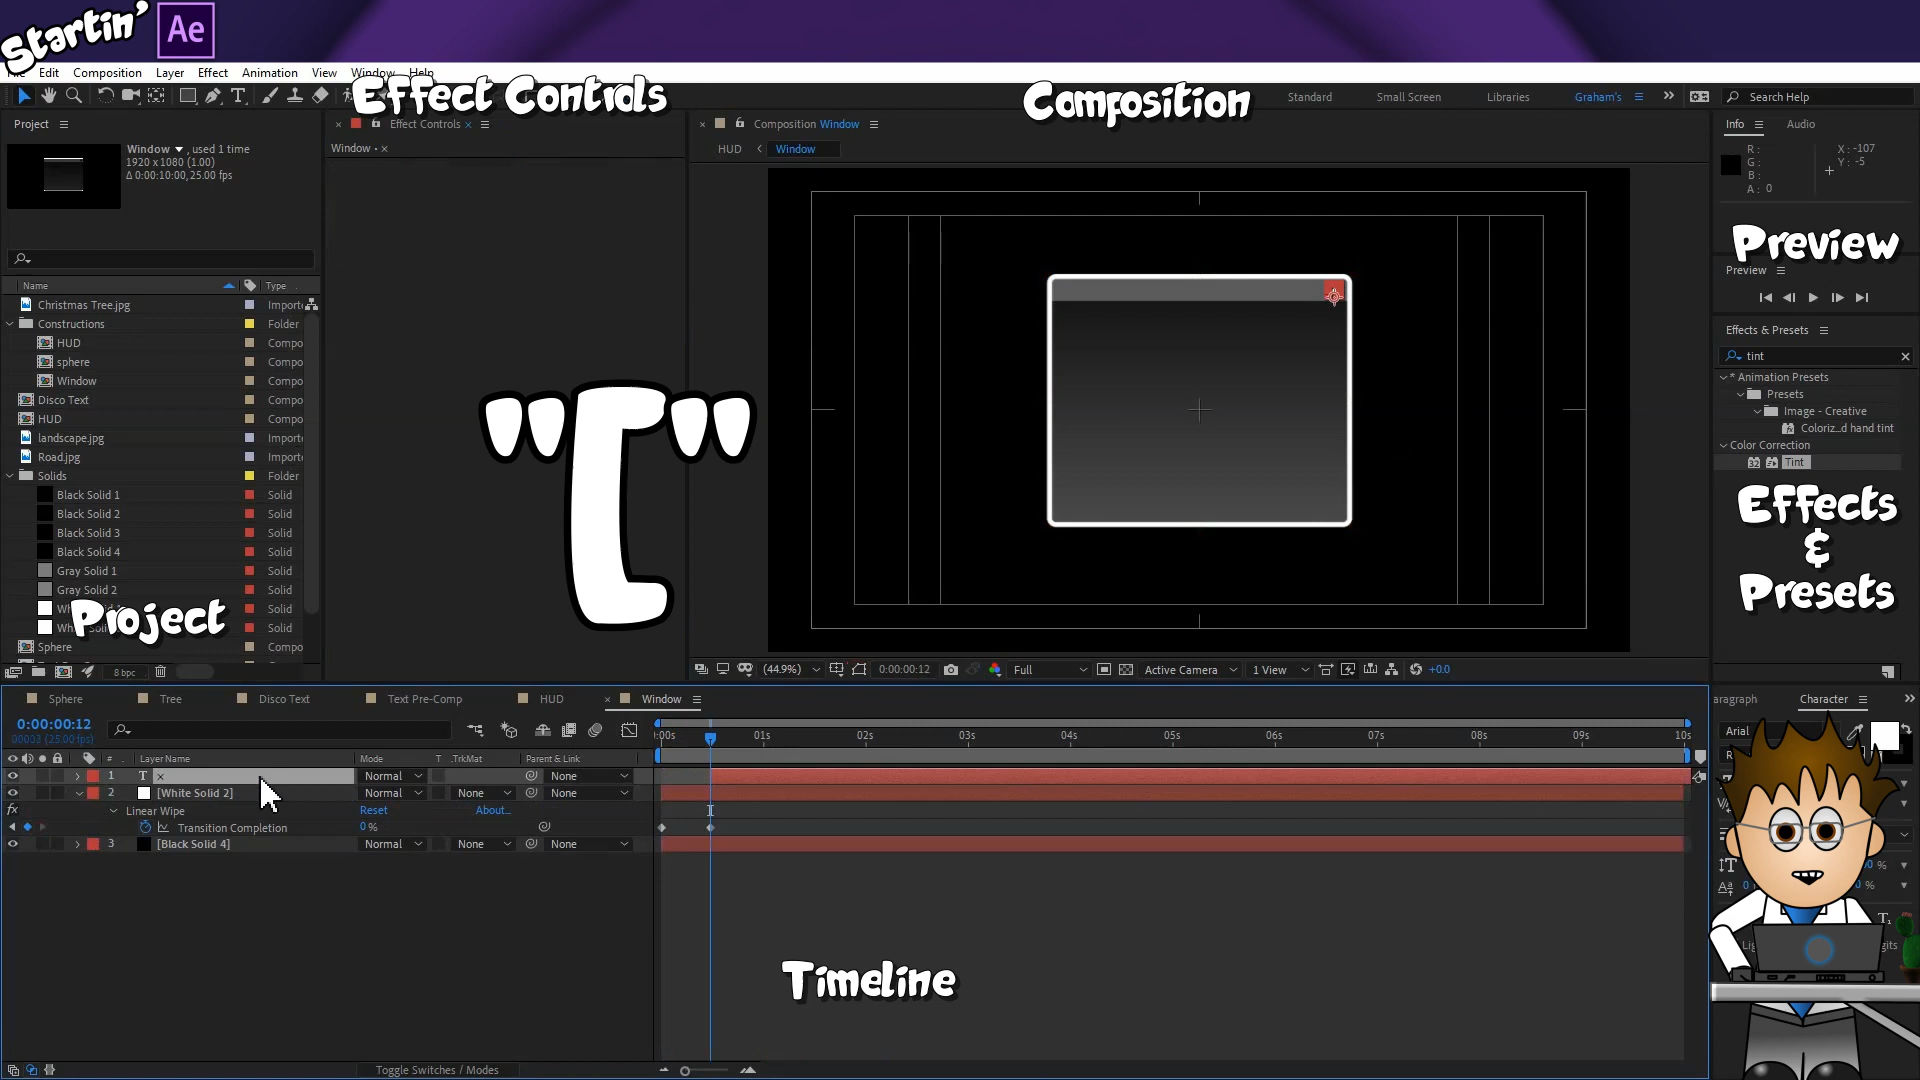 Startin'
Ae
Edit Composition Layer Effect Animation View Window Help
Effect Controls
Composition
Standard
Small Screen
Libraries
Graham's
Search Help
Project
Effect Controls
Window
Composition Window
HUD
Window
Info
Audio
Window , used 1 time
1920 x 1080 (1.00)
Δ 0:00:10:00, 25.00 fps
R :
G :
B :
A : 0
X : -107
Y : -5
Preview
Preview
Name
Type
Christmas Tree.jpg
Constructions
Folder
HUD
Compo
sphere
Compo
Window
Compo
Disco Text
Compo
HUD
Compo
landscape.jpg
Import
Road.jpg
Import
Solids
Folder
Black Solid 1
Solid
Black Solid 2
Solid
Black Solid 3
Solid
Black Solid 4
Solid
Gray Solid 1
Solid
Gray Solid 2
Solid
Solid
Solid
Project
Sphere
Compo
8 bpc
"["
Effects & Presets
tint
* Animation Presets
Presets
Image - Creative
Coloriz...d hand tint
Color Correction
32
Tint
Effects
&
Presets
(44.9%)
0:00:00:12
Full
Active Camera
1 View
+0.0
Sphere
Tree
Disco Text
Text Pre-Comp
HUD
Window
aragraph
Character
0:00:00:12
00003 (25.00 fps)
:00s 01s 02s 03s 04s 05s 06s 07s 08s 09s 10s
Arial
# Layer Name Mode T .TrkMat Parent & Link
1 T x Normal None
2 [White Solid 2] Normal None None
fx Linear Wipe Reset About...
Transition Completion 0 %
3 [Black Solid 4] Normal None None
Timeline
Toggle Switches / Modes